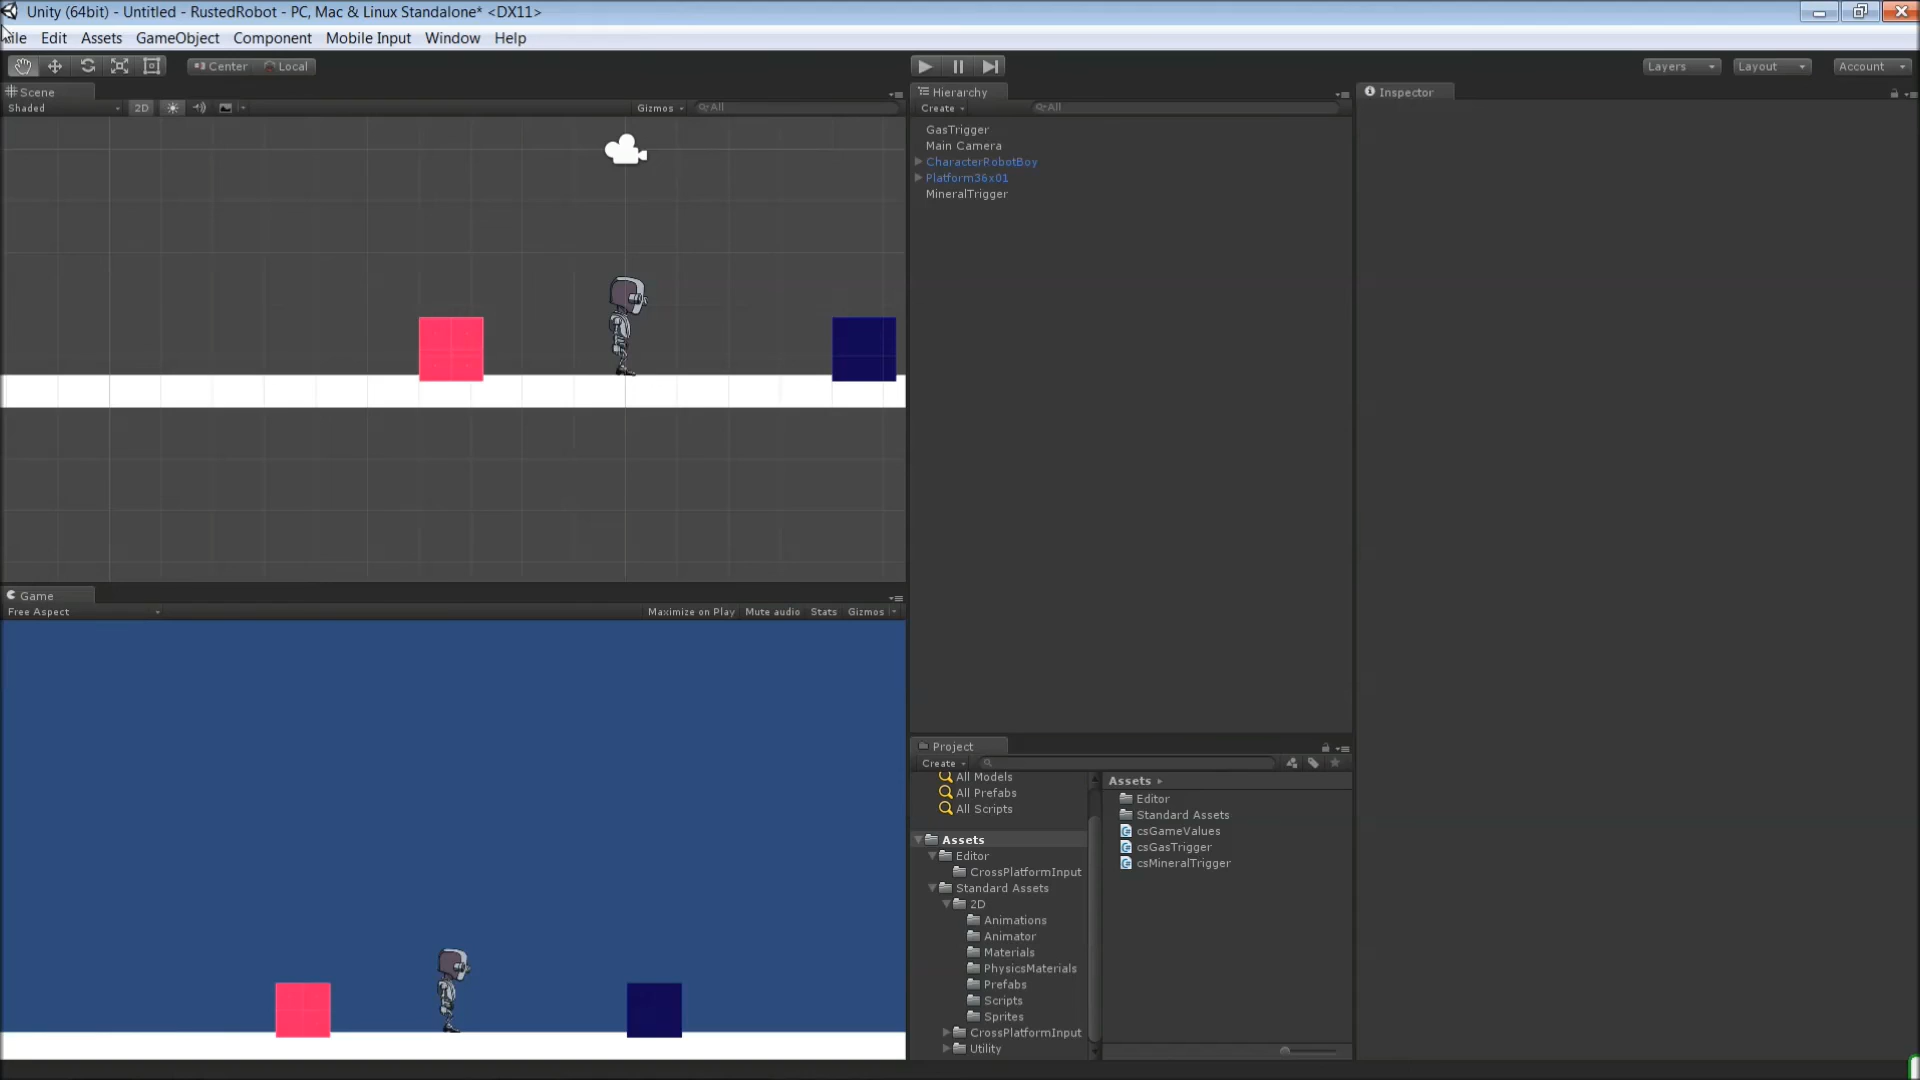 Unity (64bit) - Untitled - RustedRobot - PC, Mac & Linux Standalone* <DX11>
File Edit Assets GameObject Component Mobile Input Window Help
Center Local
Layers Layout Account
Scene
Shaded 2D Gizmos All
Hierarchy
Create All
GasTrigger
Main Camera
CharacterRobotBoy
Platform36x01
MineralTrigger
Inspector
Game
Free Aspect Maximize on Play Mute audio Stats Gizmos
Project
Create
All Models
All Prefabs
All Scripts
Assets
Editor
CrossPlatformInput
Standard Assets
2D
Animations
Animator
Materials
PhysicsMaterials
Prefabs
Scripts
Sprites
CrossPlatformInput
Utility
Assets
Editor
Standard Assets
csGameValues
csGasTrigger
csMineralTrigger